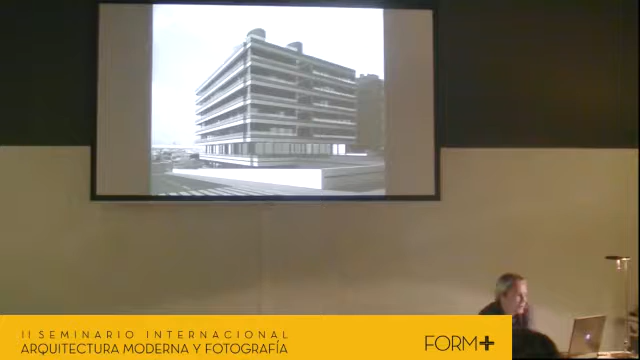 II SEMINARIO INTERNACIONAL
ARQUITECTURA MODERNA Y FOTOGRAFÍA
FORM+